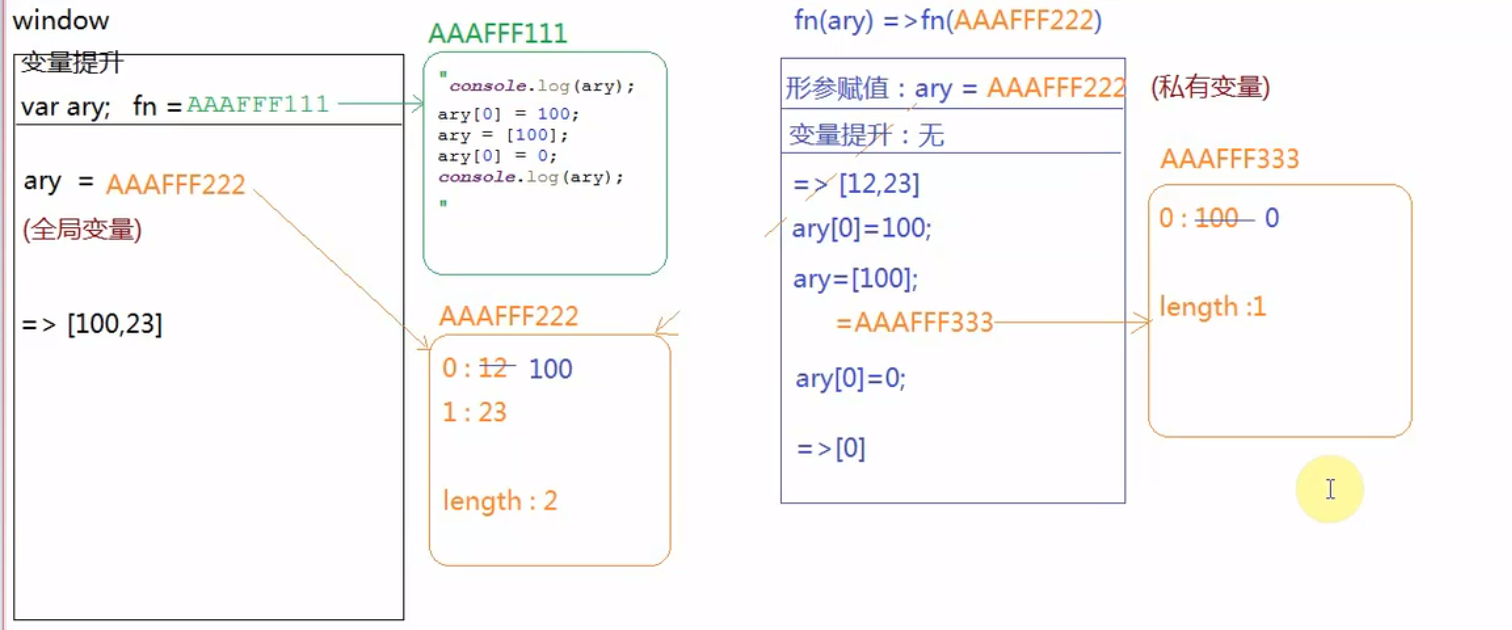 window
变量提升
var ary; fn = AAAFFF111
ary = AAAFFF222
(全局变量)
=> [100,23]
AAAFFF111
"console.log(ary);
ary[0] = 100;
ary = [100];
ary[0] = 0;
console.log(ary);
"
AAAFFF222
0 : 12 100
1 : 23
length : 2
fn(ary) =>fn(AAAFFF222)
形参赋值 : ary = AAAFFF222 (私有变量)
变量提升 : 无
=> [12,23]
ary[0]=100;
ary=[100];
=AAAFFF333
ary[0]=0;
=>[0]
AAAFFF333
0 : 100 0
length :1